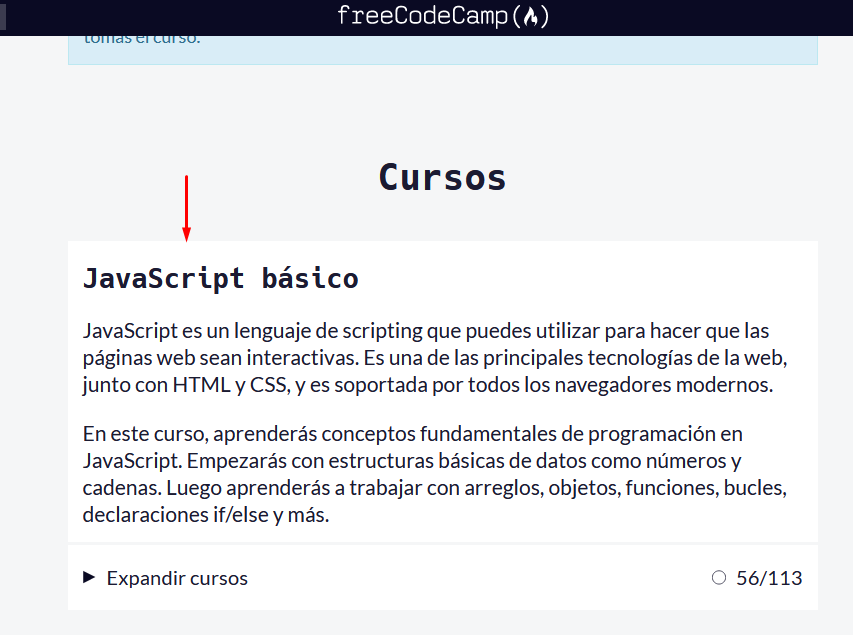 freeCodeCamp(🔥)
tomas el curso.
Cursos
JavaScript básico
JavaScript es un lenguaje de scripting que puedes utilizar para hacer que las
páginas web sean interactivas. Es una de las principales tecnologías de la web,
junto con HTML y CSS, y es soportada por todos los navegadores modernos.
En este curso, aprenderás conceptos fundamentales de programación en
JavaScript. Empezarás con estructuras básicas de datos como números y
cadenas. Luego aprenderás a trabajar con arreglos, objetos, funciones, bucles,
declaraciones if/else y más.
Expandir cursos 56/113